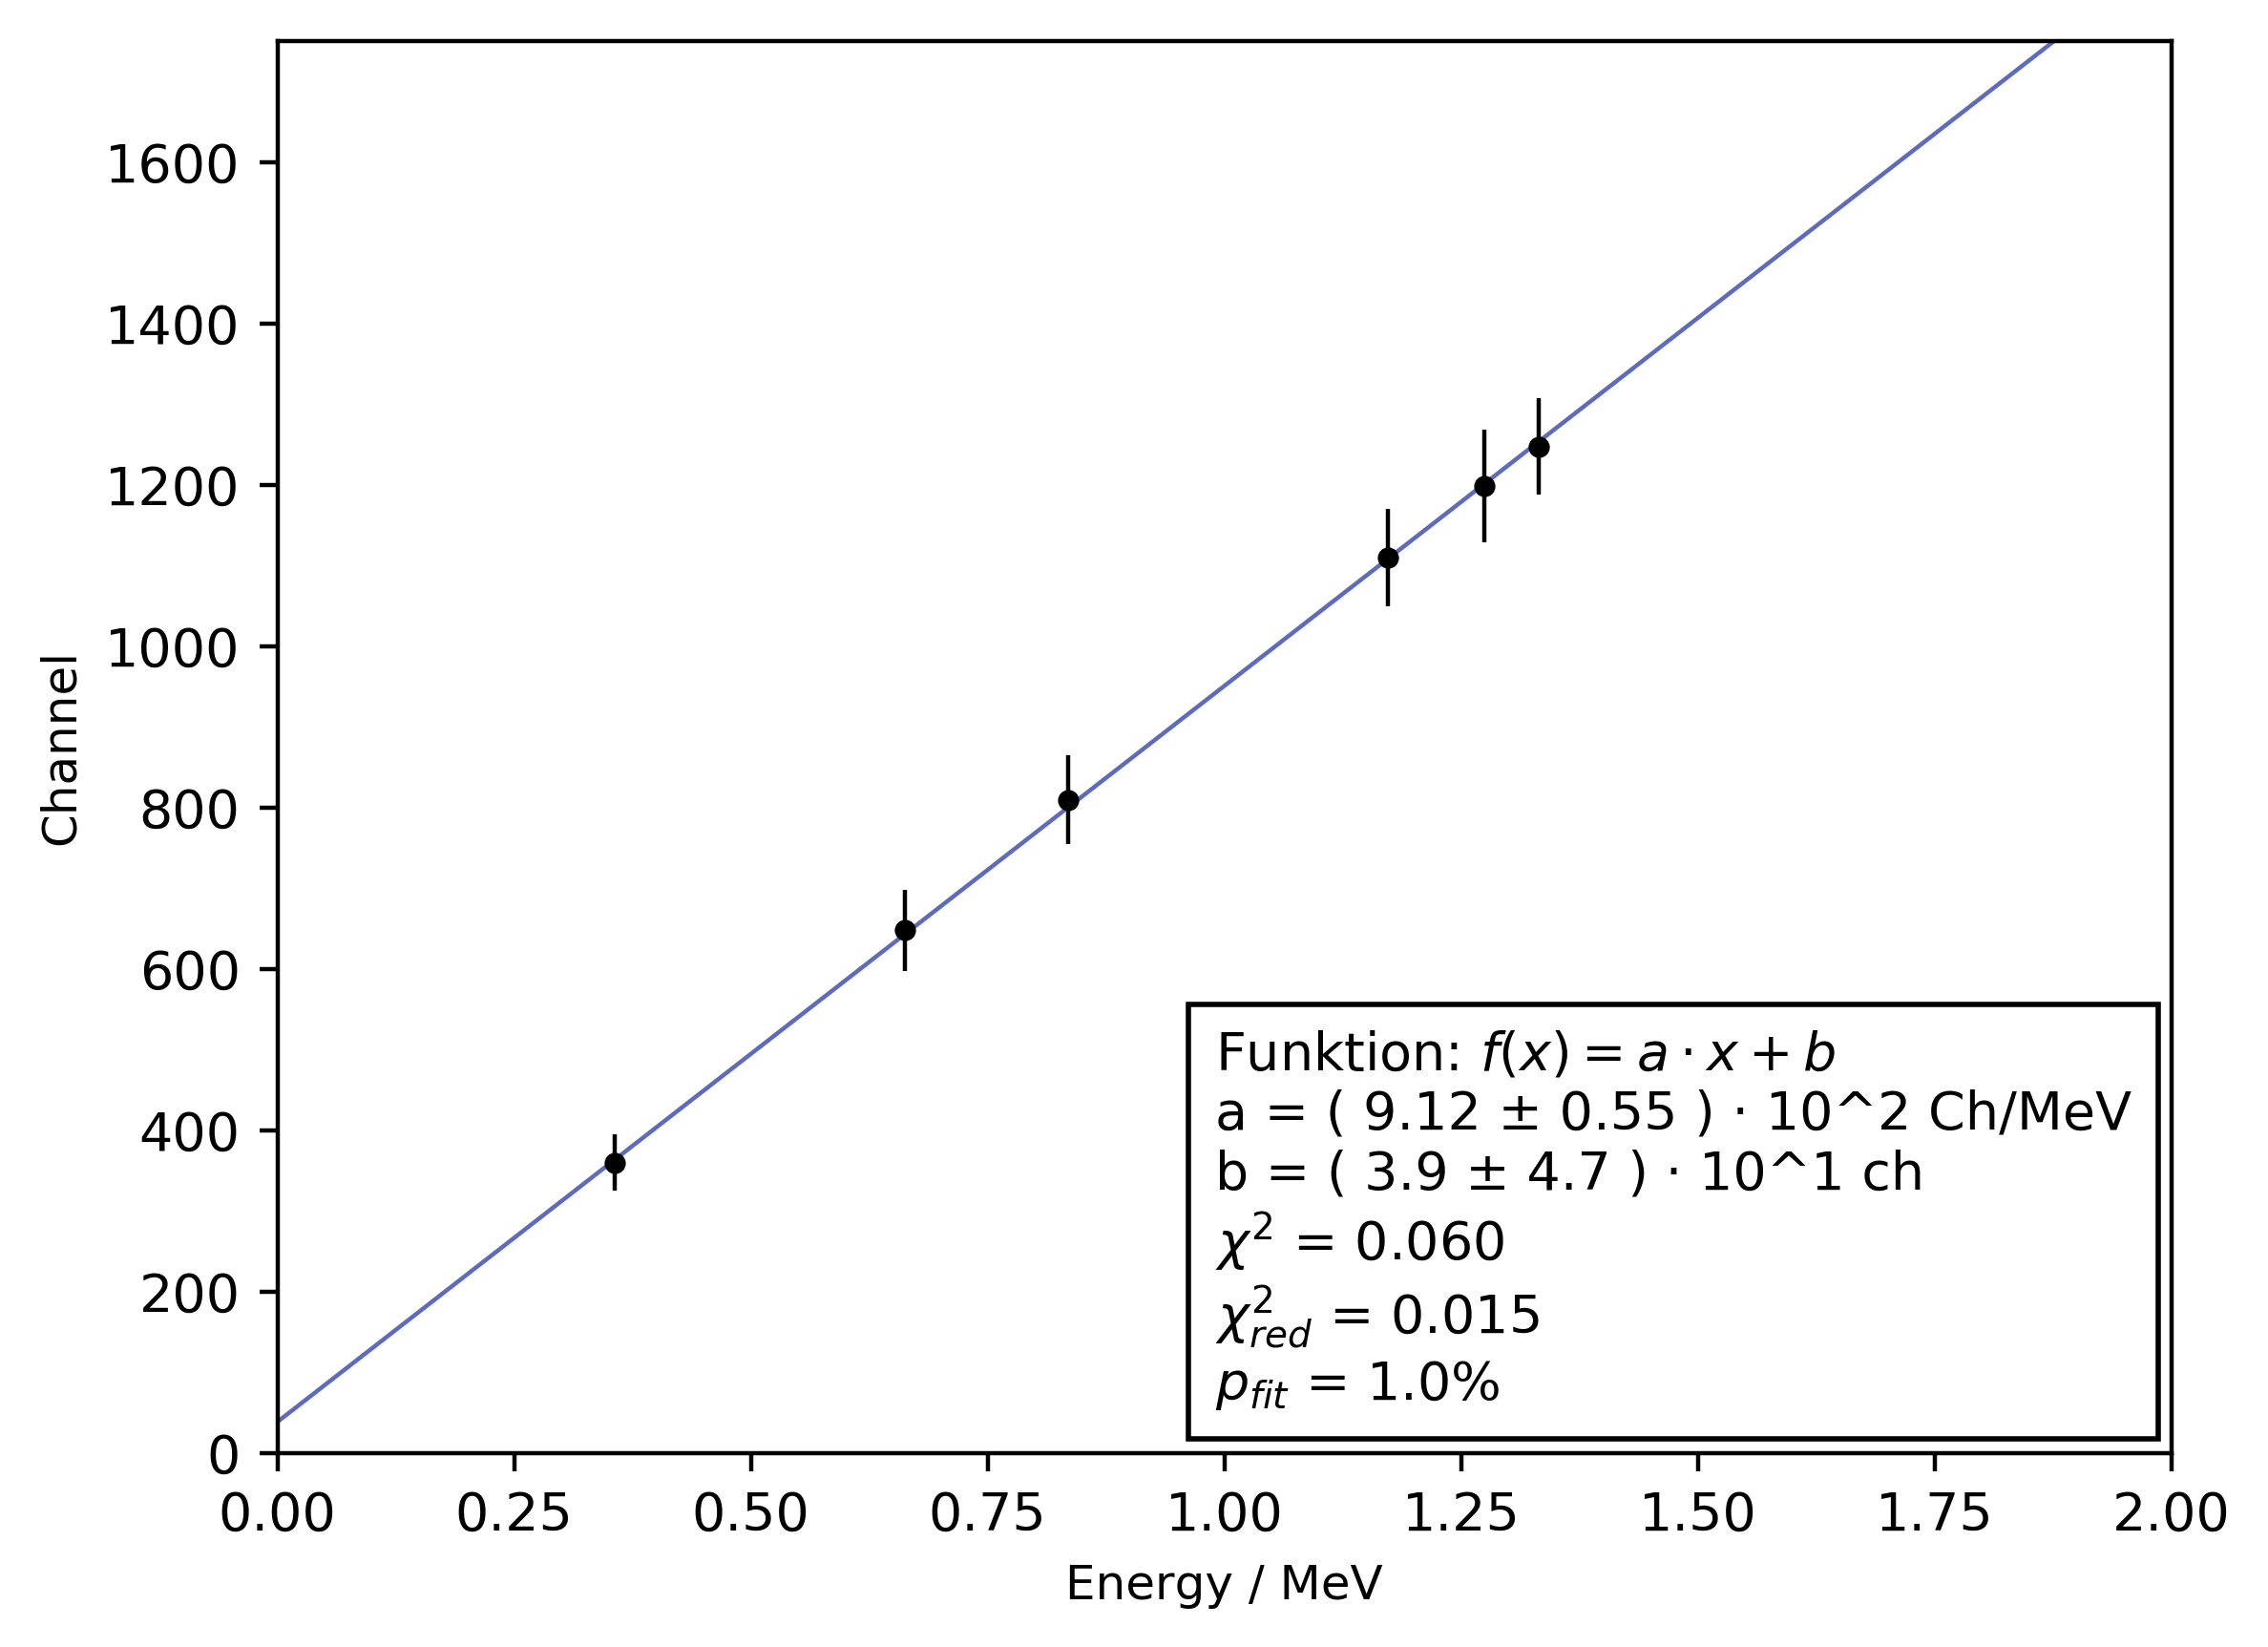 1600
1400
1200
1000
800
600
400
200
0
Channel
0.00 0.25 0.50 0.75 1.00 1.25 1.50 1.75 2.00
Energy / MeV
Funktion: f(x) = a · x + b
a = ( 9.12 ± 0.55 ) · 10^2 Ch/MeV
b = ( 3.9 ± 4.7 ) · 10^1 ch
χ² = 0.060
χ²_red = 0.015
p_fit = 1.0%